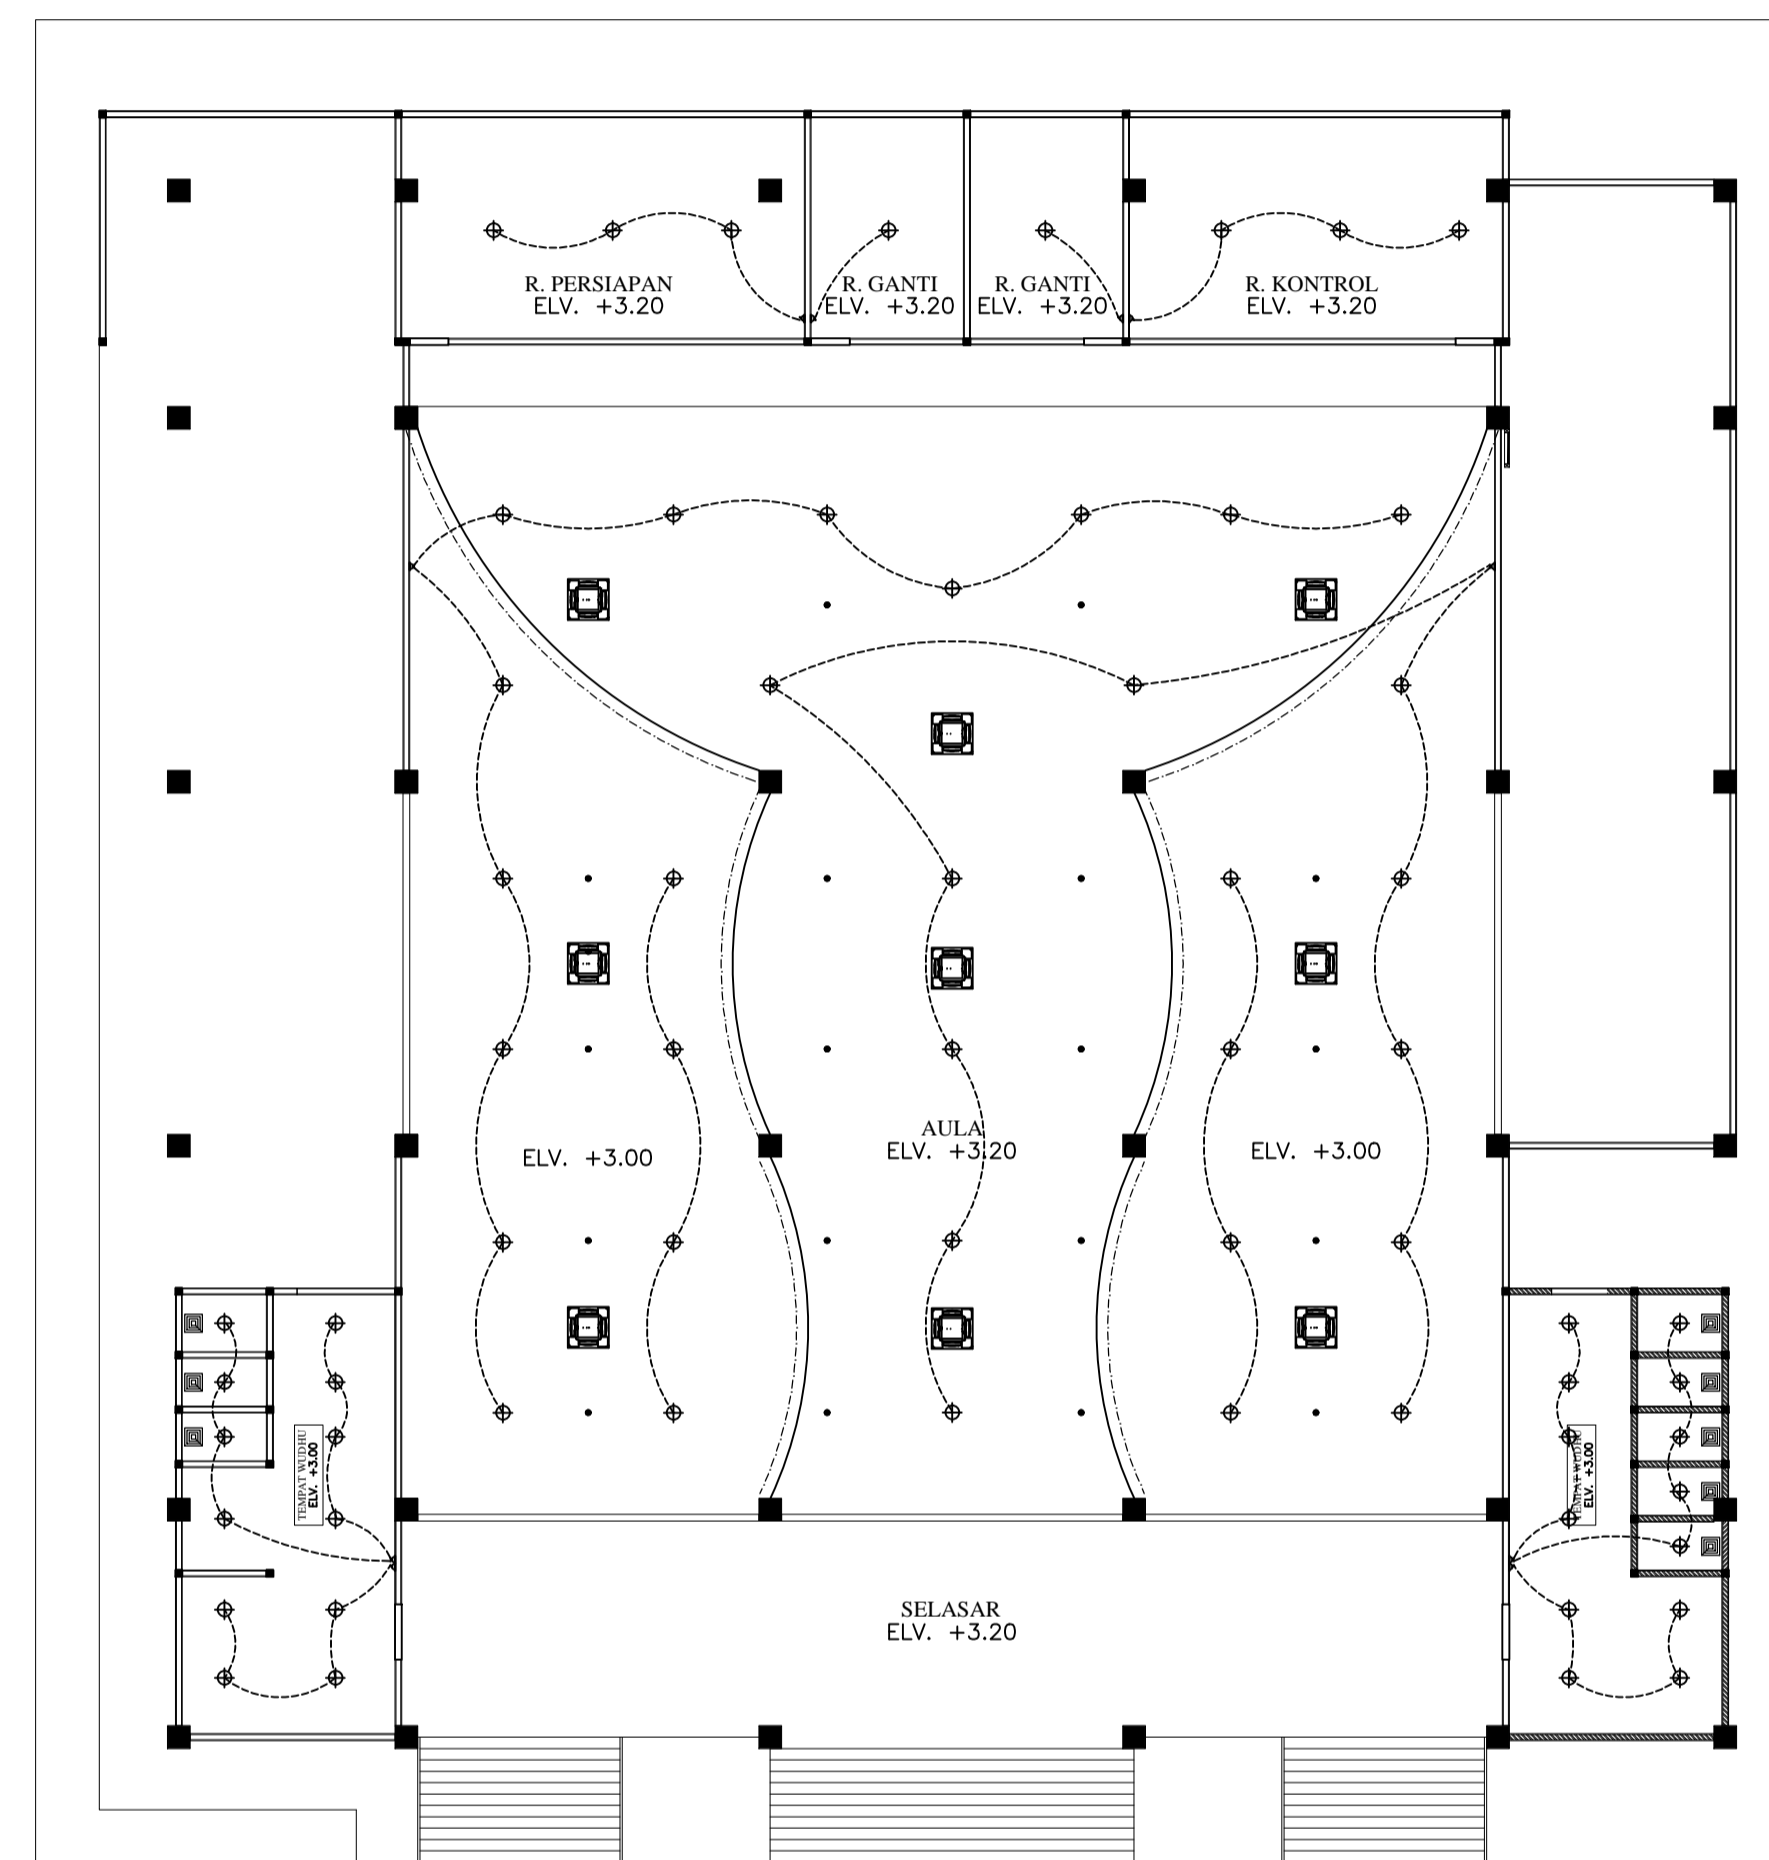 R. PERSIAPAN
ELV. +3.20
R. GANTI
ELV. +3.20
R. GANTI
ELV. +3.20
R. KONTROL
ELV. +3.20
ELV. +3.00
AULA
ELV. +3.20
ELV. +3.00
TEMPAT WUDHU
ELV. +3.00
TEMPAT WUDHU
ELV. +3.00
SELASAR
ELV. +3.20